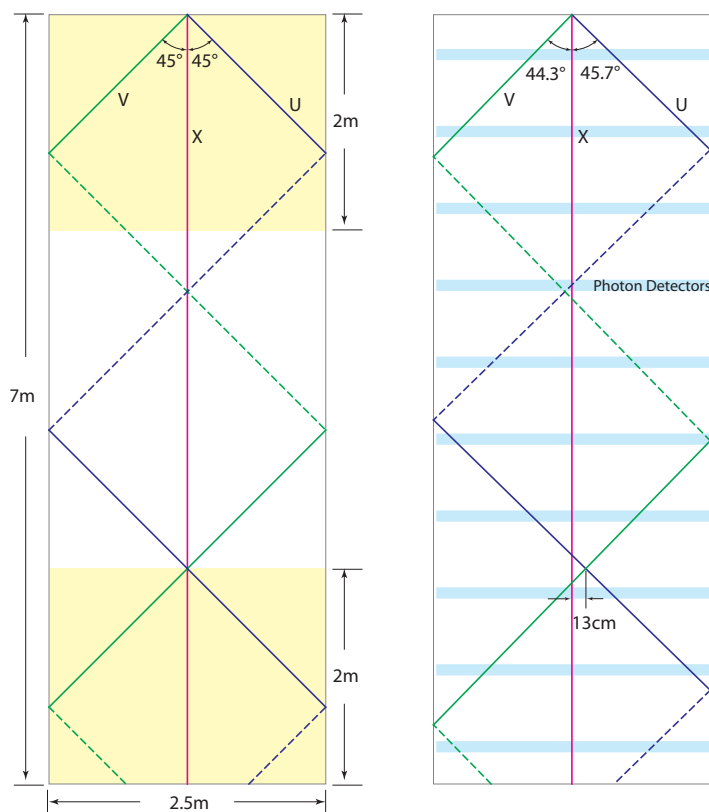 45° 45°
V
U
X
2m
7m
2m
2.5m
44.3° 45.7°
V
U
X
Photon Detectors
13cm